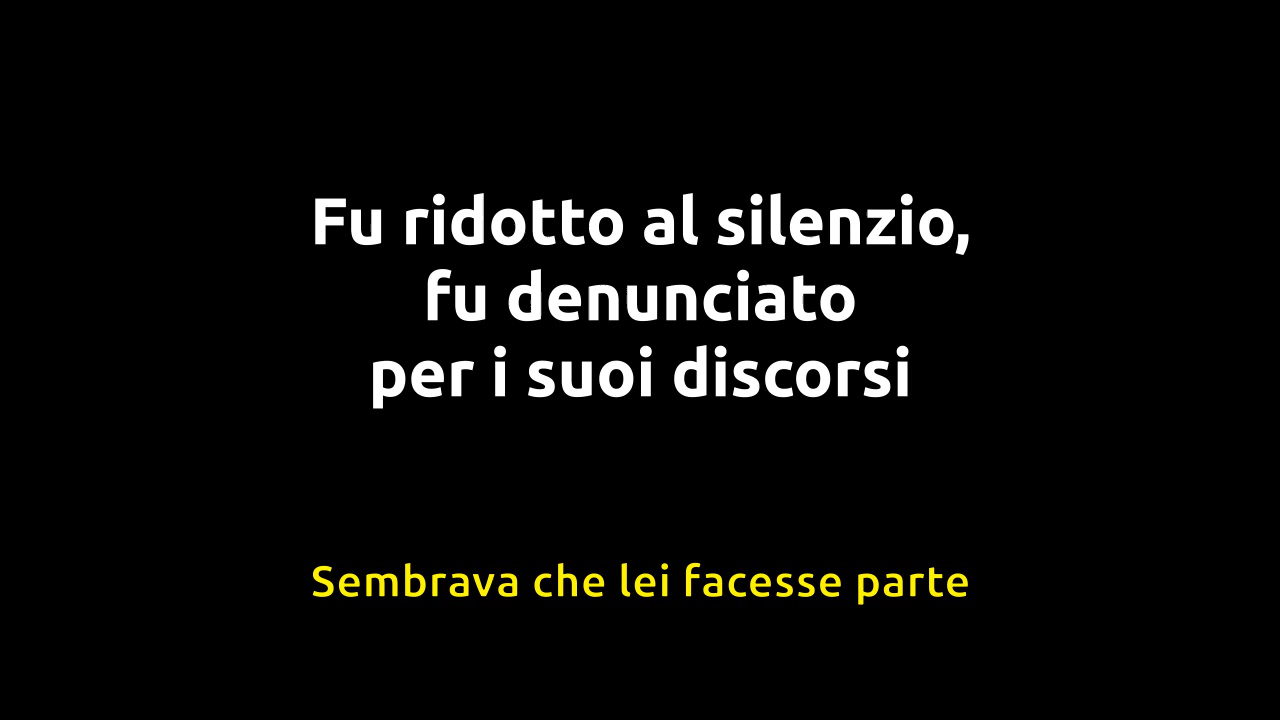 Fu ridotto al silenzio,
fu denunciato
per i suoi discorsi
Sembrava che lei facesse parte